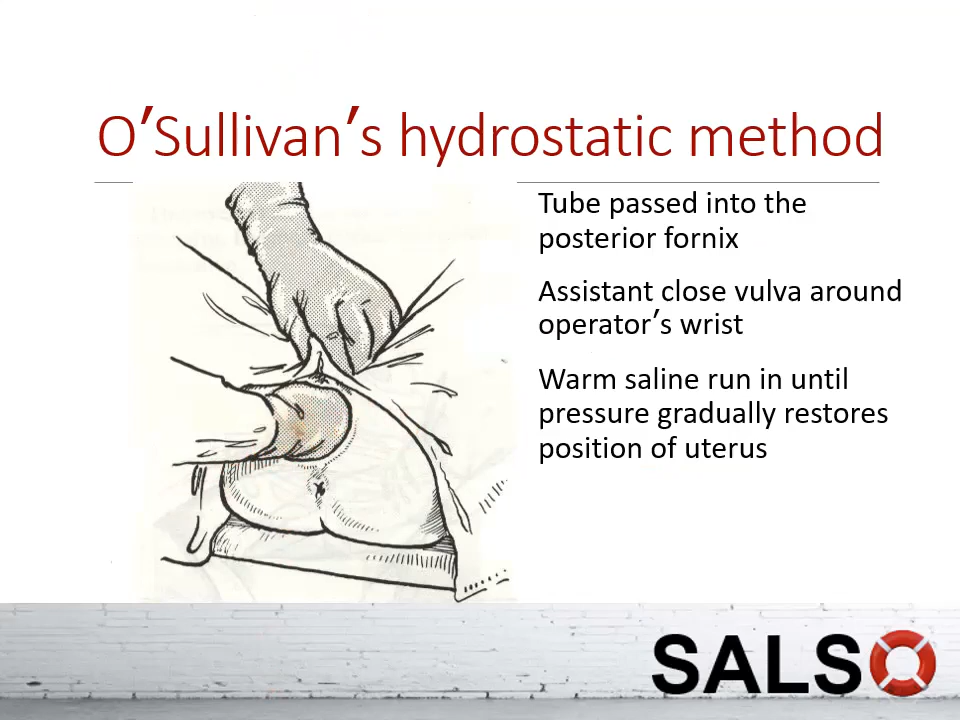 O′Sullivan′s hydrostatic method
Tube passed into the
posterior fornix
Assistant close vulva around
operator′s wrist
Warm saline run in until
pressure gradually restores
position of uterus
SALSO